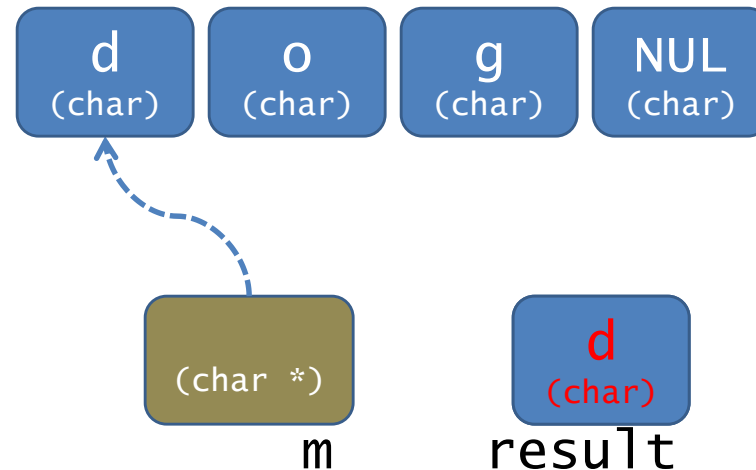 d o g NUL
(char) (char) (char) (char)
d
(char *) (char)
m result